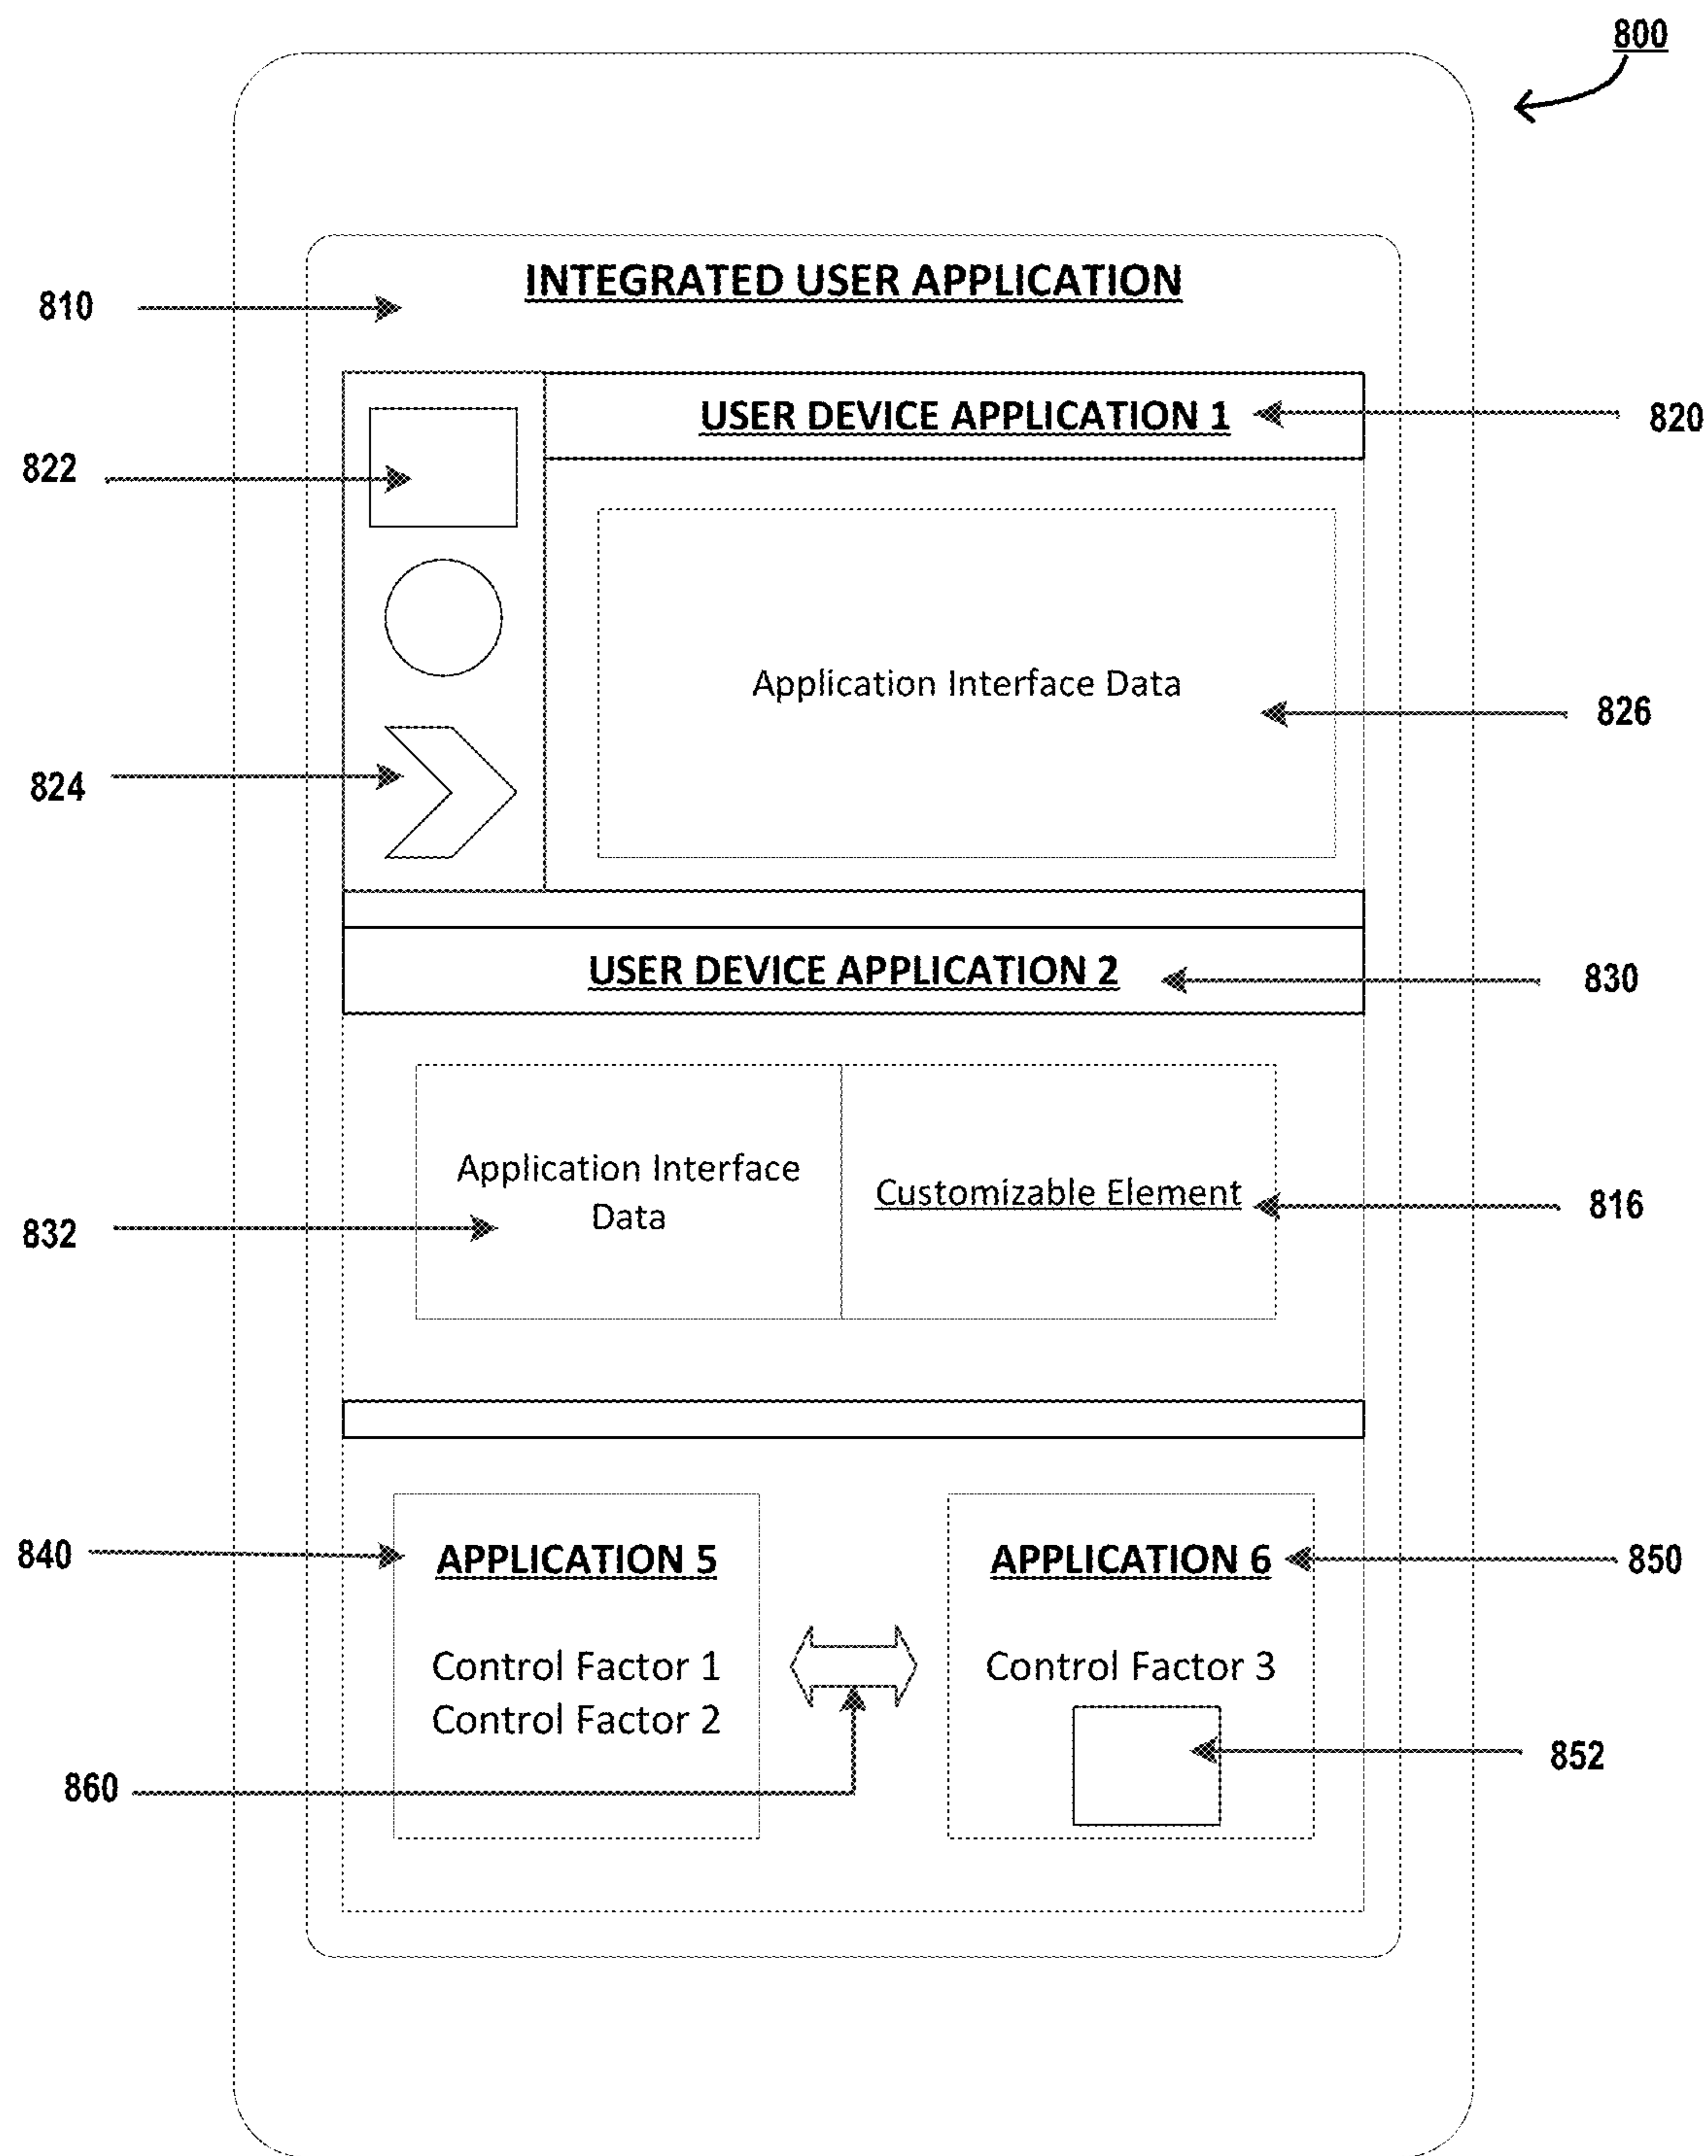 800
INTEGRATED USER APPLICATION
810
USER DEVICE APPLICATION 1
820
822
Application Interface Data
826
824
USER DEVICE APPLICATION 2
830
Application Interface
Data
Customizable Element
816
832
840
APPLICATION 5
APPLICATION 6
850
Control Factor 1
Control Factor 2
Control Factor 3
852
860